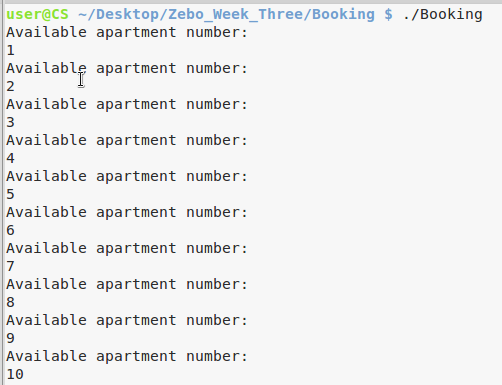 user@CS ~/Desktop/Zebo_Week_Three/Booking $ ./Booking
Available apartment number:
1
Available apartment number:
2
Available apartment number:
3
Available apartment number:
4
Available apartment number:
5
Available apartment number:
6
Available apartment number:
7
Available apartment number:
8
Available apartment number:
9
Available apartment number:
10